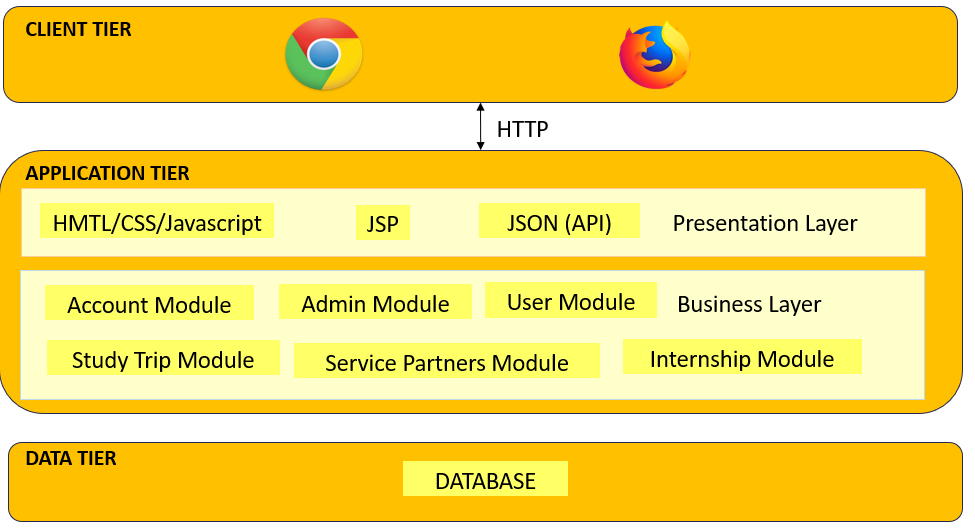 CLIENT TIER
HTTP
APPLICATION TIER
HMTL/CSS/Javascript JSP JSON (API) Presentation Layer
Account Module Admin Module User Module Business Layer
Study Trip Module Service Partners Module Internship Module
DATA TIER
DATABASE